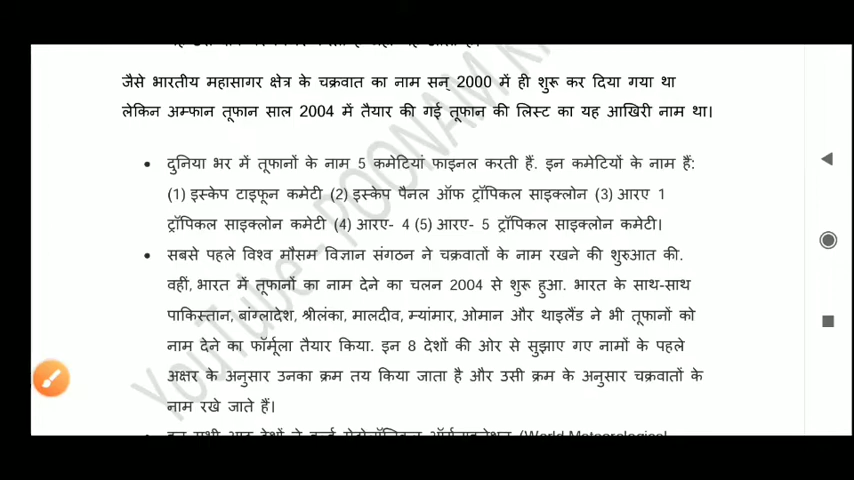 जैसे भारतीय महासागर क्षेत्र के चक्रवात का नाम सन् 2000 में ही शुरू कर दिया गया था
लेकिन अम्फान तूफान साल 2004 में तैयार की गई तूफान की लिस्ट का यह आखिरी नाम था।
• दुनिया भर में तूफानों के नाम 5 कमेटियां फाइनल करती हैं. इन कमेटियों के नाम हैं:
(1) इस्केप टाइफून कमेटी (2) इस्केप पैनल ऑफ ट्रॉपिकल साइक्लोन (3) आरए 1
ट्रॉपिकल साइक्लोन कमेटी (4) आरए- 4 (5) आरए- 5 ट्रॉपिकल साइक्लोन कमेटी।
• सबसे पहले विश्व मौसम विज्ञान संगठन ने चक्रवातों के नाम रखने की शुरुआत की.
वहीं, भारत में तूफानों का नाम देने का चलन 2004 से शुरू हुआ. भारत के साथ-साथ
पाकिस्तान, बांग्लादेश, श्रीलंका, मालदीव, म्यांमार, ओमान और थाइलैंड ने भी तूफानों को
नाम देने का फॉर्मूला तैयार किया. इन 8 देशों की ओर से सुझाए गए नामों के पहले
अक्षर के अनुसार उनका क्रम तय किया जाता है और उसी क्रम के अनुसार चक्रवातों के
नाम रखे जाते हैं।
(World Meteorological
YouTube- POONAM